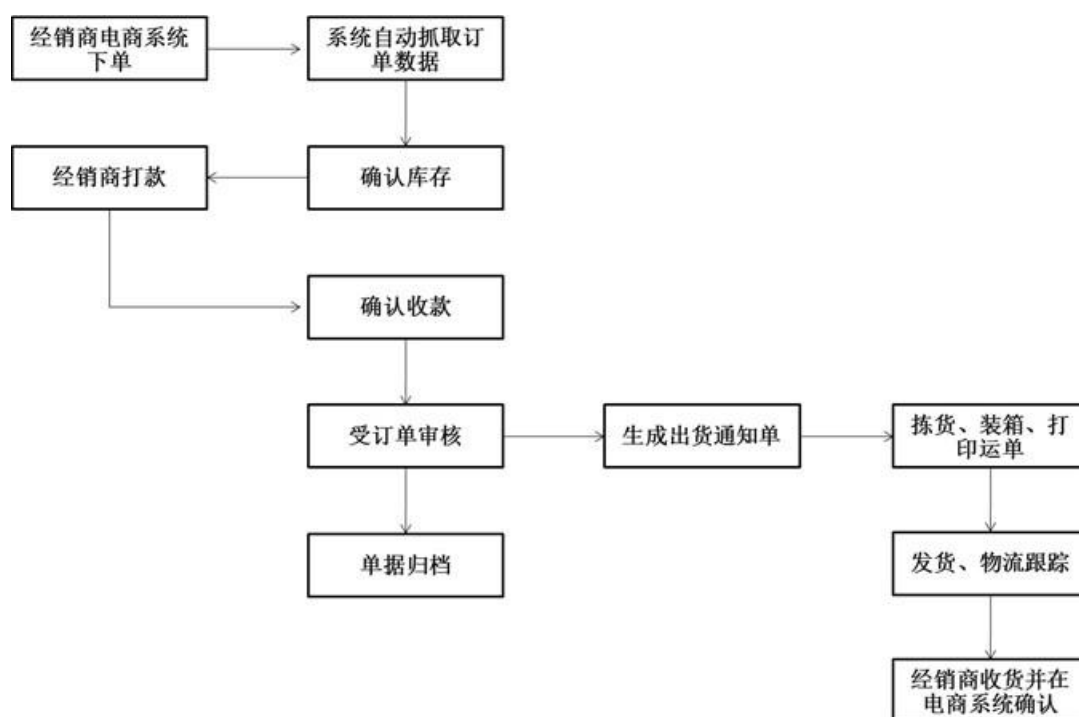 经销商电商系统
下单
系统自动抓取订
单数据
经销商打款
确认库存
确认收款
受订单审核
生成出货通知单
拣货、装箱、打
印运单
单据归档
发货、物流跟踪
经销商收货并在
电商系统确认